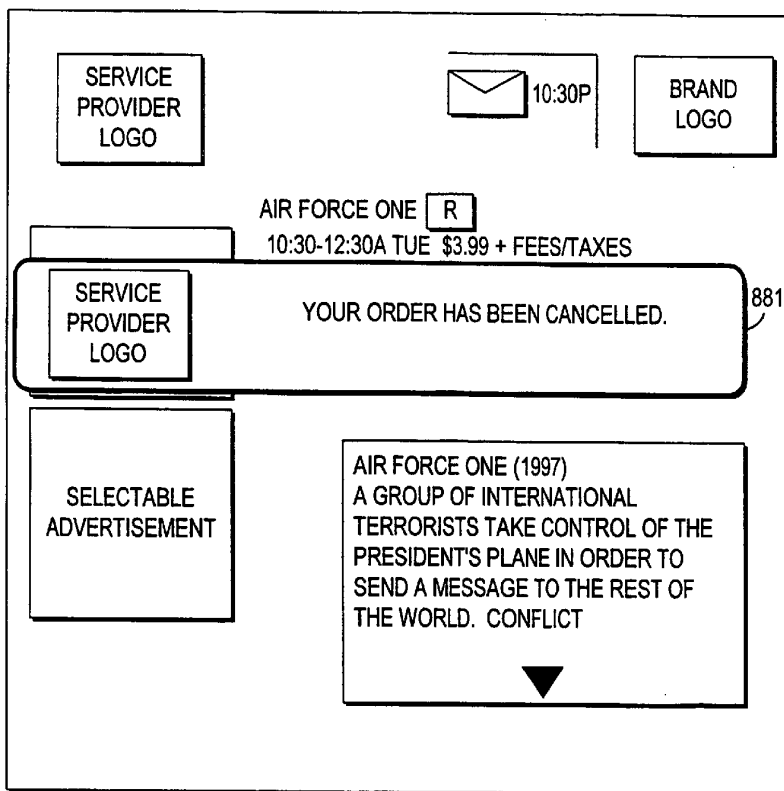 SERVICE
PROVIDER
LOGO
10:30P
BRAND
LOGO
AIR FORCE ONE R
10:30-12:30A TUE $3.99 + FEES/TAXES
SERVICE
PROVIDER
LOGO
YOUR ORDER HAS BEEN CANCELLED.
881
SELECTABLE
ADVERTISEMENT
AIR FORCE ONE (1997)
A GROUP OF INTERNATIONAL
TERRORISTS TAKE CONTROL OF THE
PRESIDENT'S PLANE IN ORDER TO
SEND A MESSAGE TO THE REST OF
THE WORLD. CONFLICT